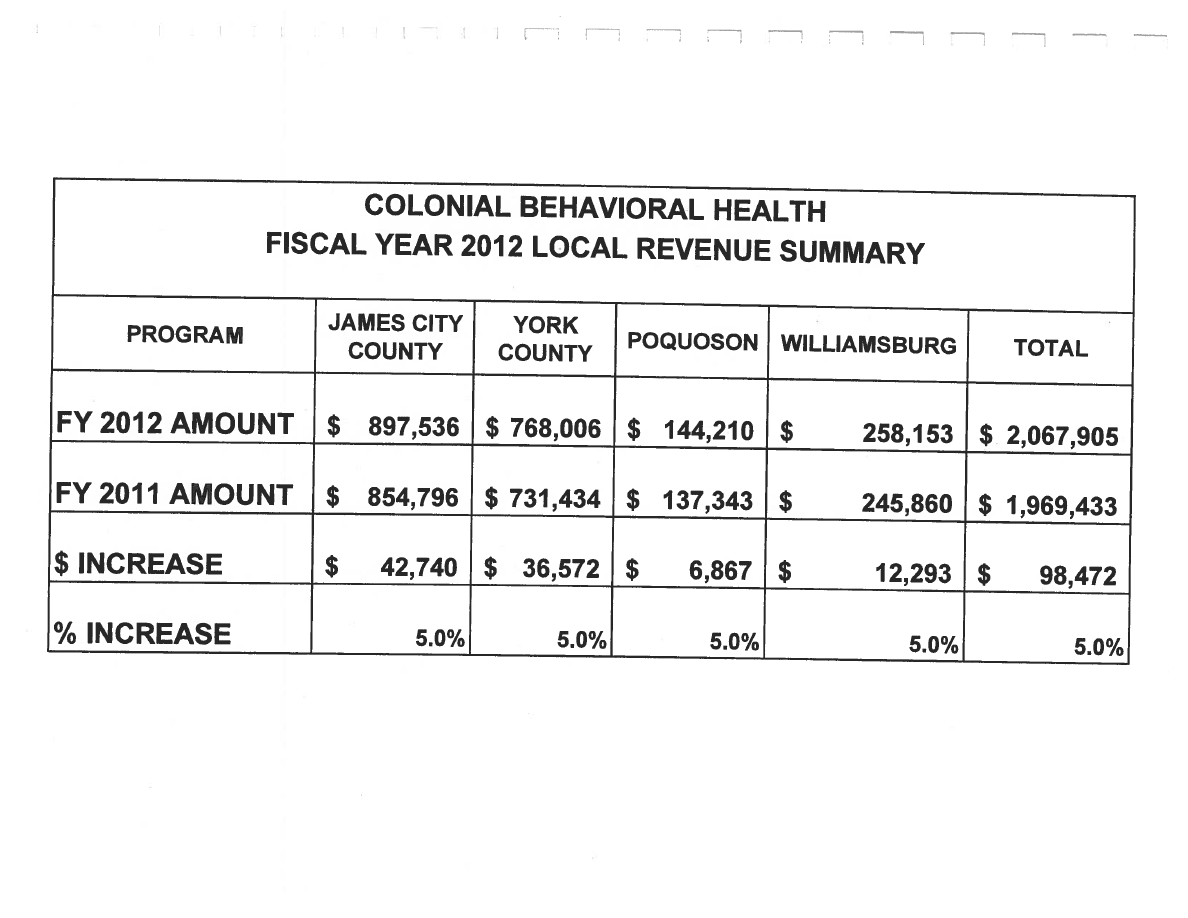 COLONIAL BEHAVIORAL HEALTH
FISCAL YEAR 2012 LOCAL REVENUE SUMMARY
PROGRAM JAMES CITY COUNTY YORK COUNTY POQUOSON WILLIAMSBURG TOTAL
FY 2012 AMOUNT $ 897,536 $ 768,006 $ 144,210 $ 258,153 $ 2,067,905
FY 2011 AMOUNT $ 854,796 $ 731,434 $ 137,343 $ 245,860 $ 1,969,433
$ INCREASE $ 42,740 $ 36,572 $ 6,867 $ 12,293 $ 98,472
% INCREASE 5.0% 5.0% 5.0% 5.0% 5.0%